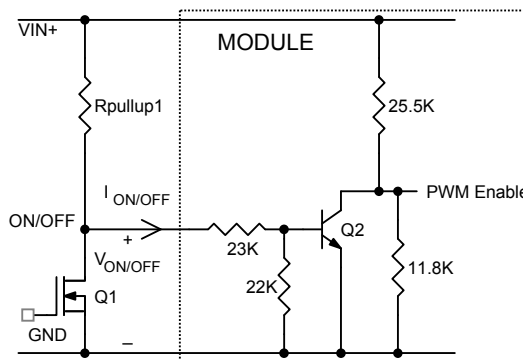 VIN+
MODULE
Rpullup1
25.5K
I ON/OFF
PWM Enable
ON/OFF
+
23K
Q2
V ON/OFF
22K
11.8K
Q1
GND
–